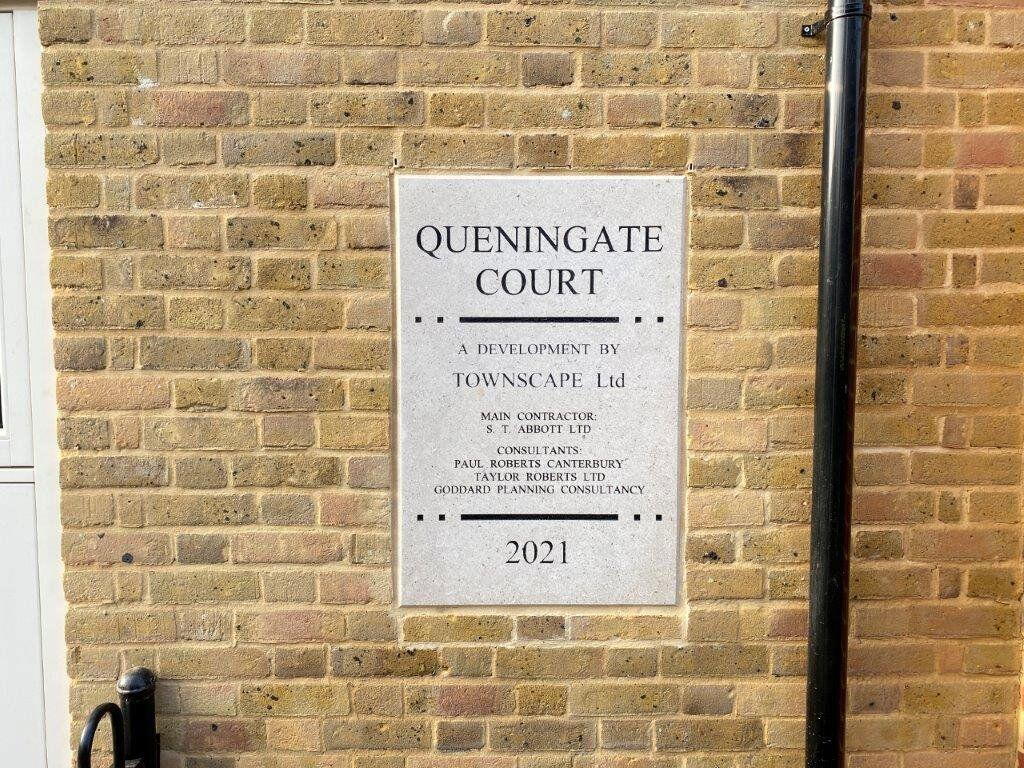 QUENINGATE
COURT
A DEVELOPMENT BY
TOWNSCAPE Ltd
MAIN CONTRACTOR:
S. T. ABBOTT LTD
CONSULTANTS:
PAUL ROBERTS CANTERBURY
TAYLOR ROBERTS LTD
GODDARD PLANNING CONSULTANCY
2021